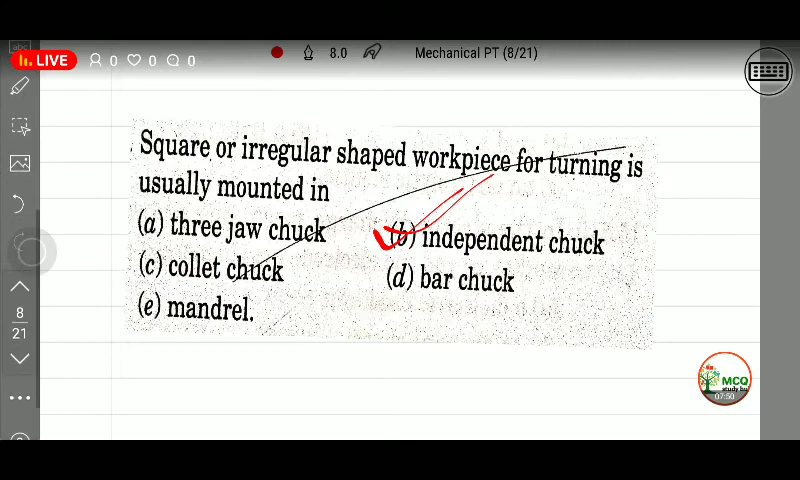 LIVE 0 0 0
8.0
Mechanical PT (8/21)
abc
Square or irregular shaped workpiece for turning is
usually mounted in
(a) three jaw chuck (b) independent chuck
(c) collet chuck (d) bar chuck
(e) mandrel.
8
21
MCQ
study hu
07:50